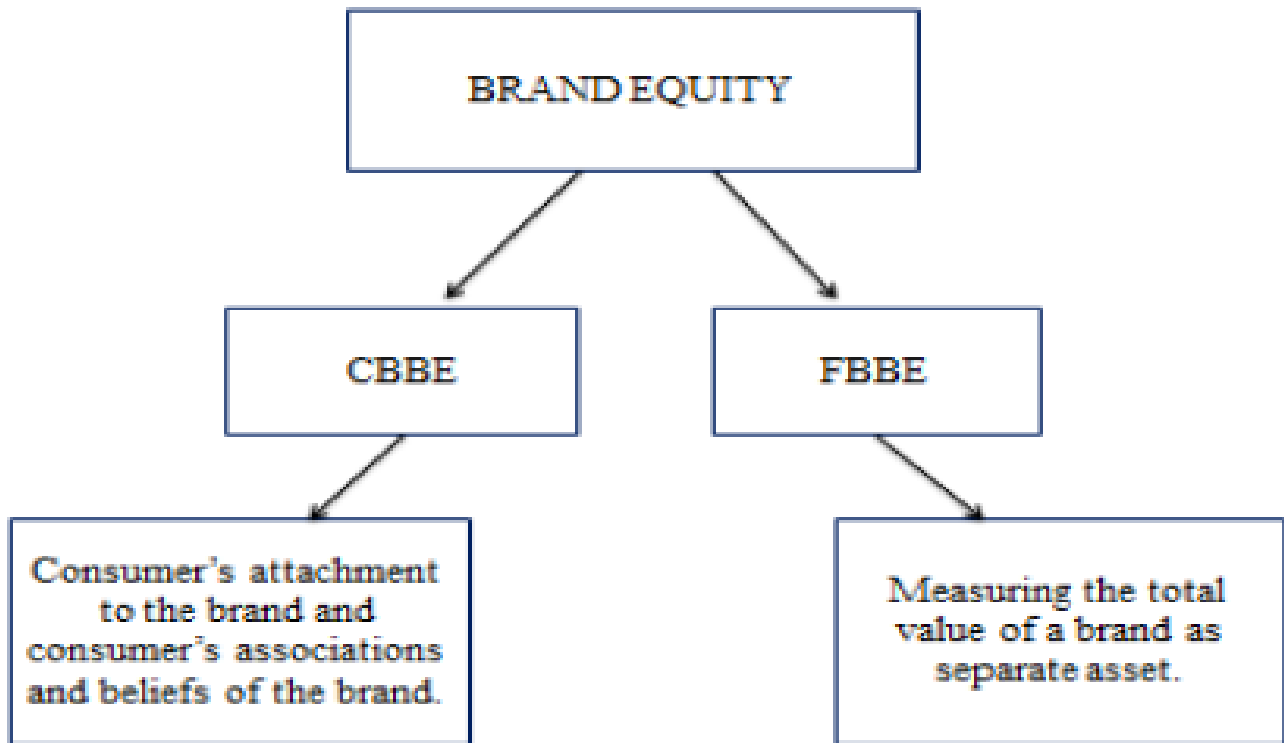 BRAND EQUITY
CBBE
FBBE
Consumer's attachment
to the brand and
consumer's associations
and beliefs of the brand.
Measuring the total
value of a brand as
separate asset.